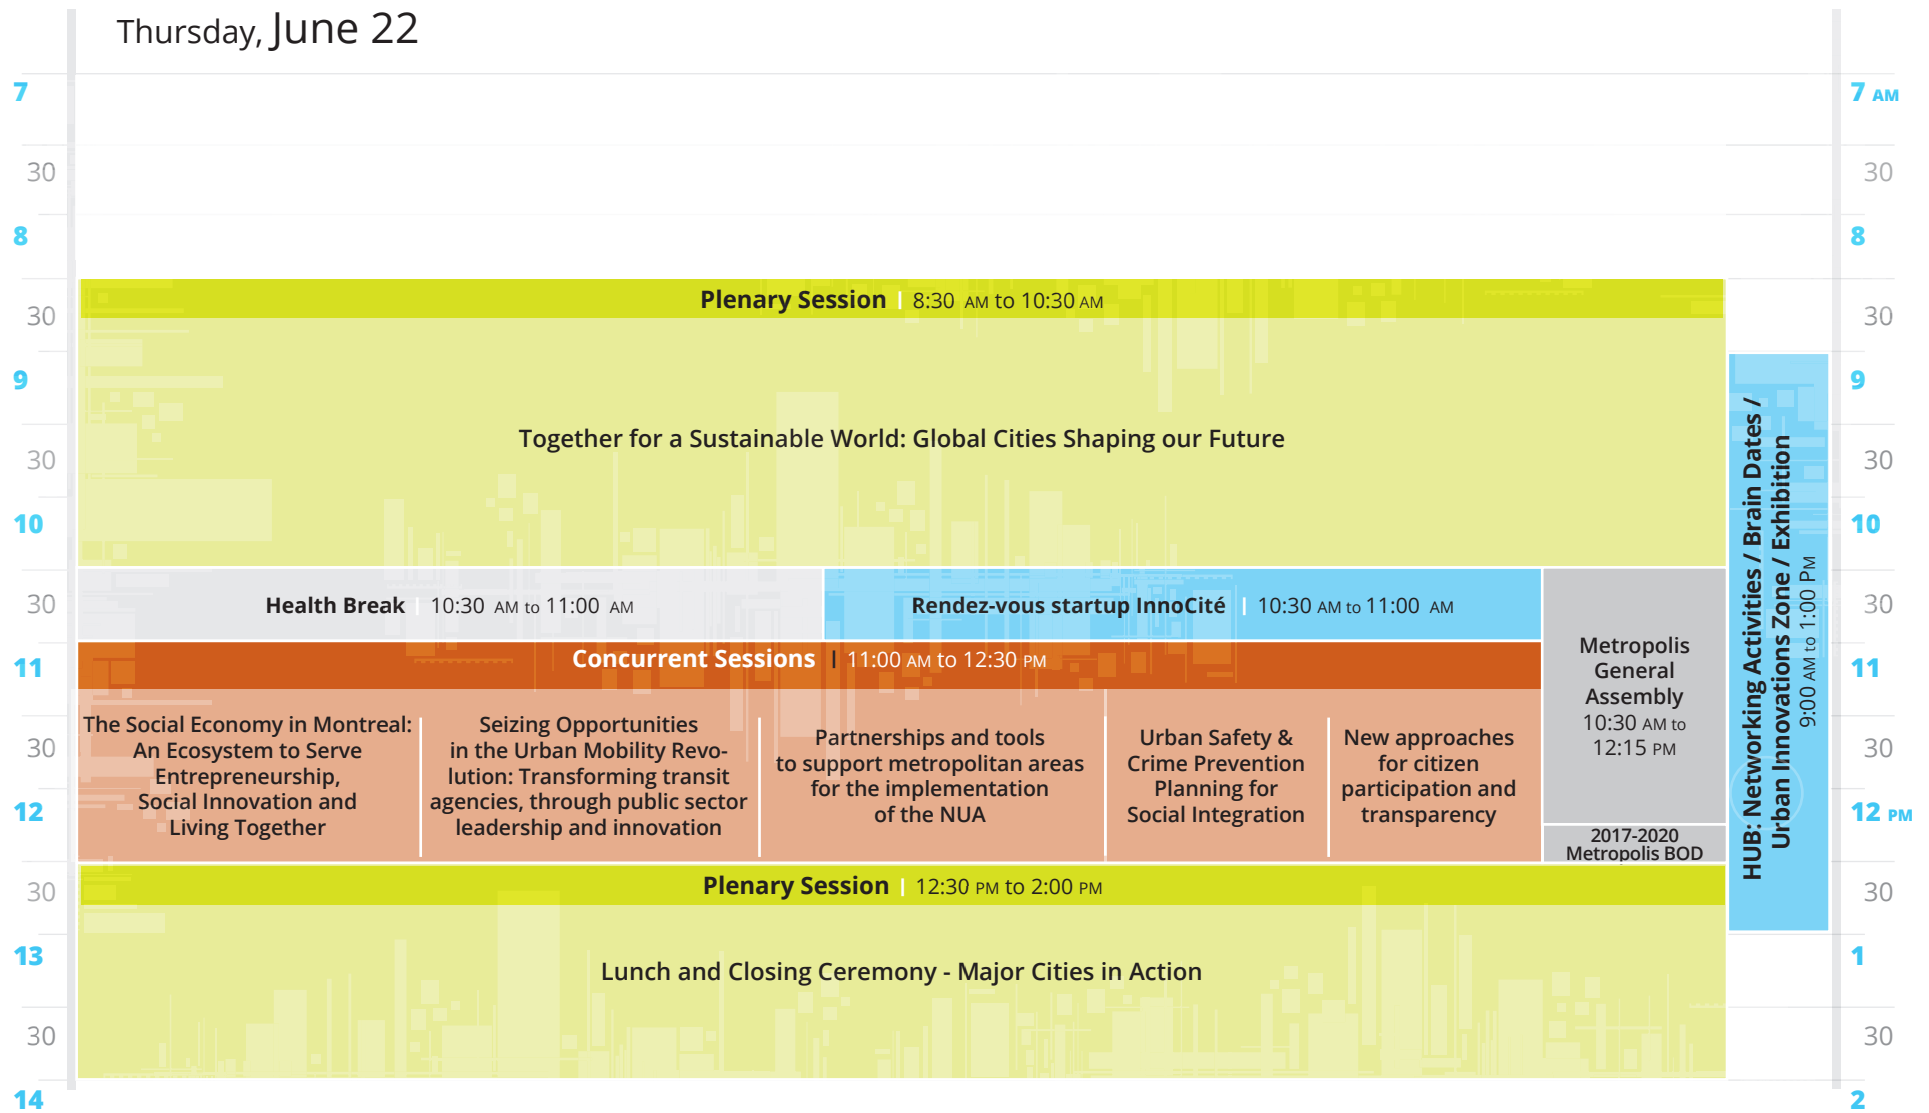 Thursday, June 22
7
30
8
30
9
30
10
30
11
30
12
30
13
30
14
Plenary Session | 8:30 AM to 10:30 AM
Together for a Sustainable World: Global Cities Shaping our Future
Health Break | 10:30 AM to 11:00 AM
Rendez-vous startup InnoCité | 10:30 AM to 11:00 AM
Concurrent Sessions | 11:00 AM to 12:30 PM
The Social Economy in Montreal:
An Ecosystem to Serve
Entrepreneurship,
Social Innovation and
Living Together
Seizing Opportunities
in the Urban Mobility Revo-
lution: Transforming transit
agencies, through public sector
leadership and innovation
Partnerships and tools
to support metropolitan areas
for the implementation
of the NUA
Urban Safety &
Crime Prevention
Planning for
Social Integration
New approaches
for citizen
participation and
transparency
Metropolis
General
Assembly
10:30 AM to
12:15 PM
2017-2020
Metropolis BOD
Plenary Session | 12:30 PM to 2:00 PM
Lunch and Closing Ceremony - Major Cities in Action
HUB: Networking Activities / Brain Dates /
Urban Innovations Zone / Exhibition
9:00 AM to 1:00 PM
7 AM
30
8
30
9
30
10
30
11
30
12 PM
30
1
30
2